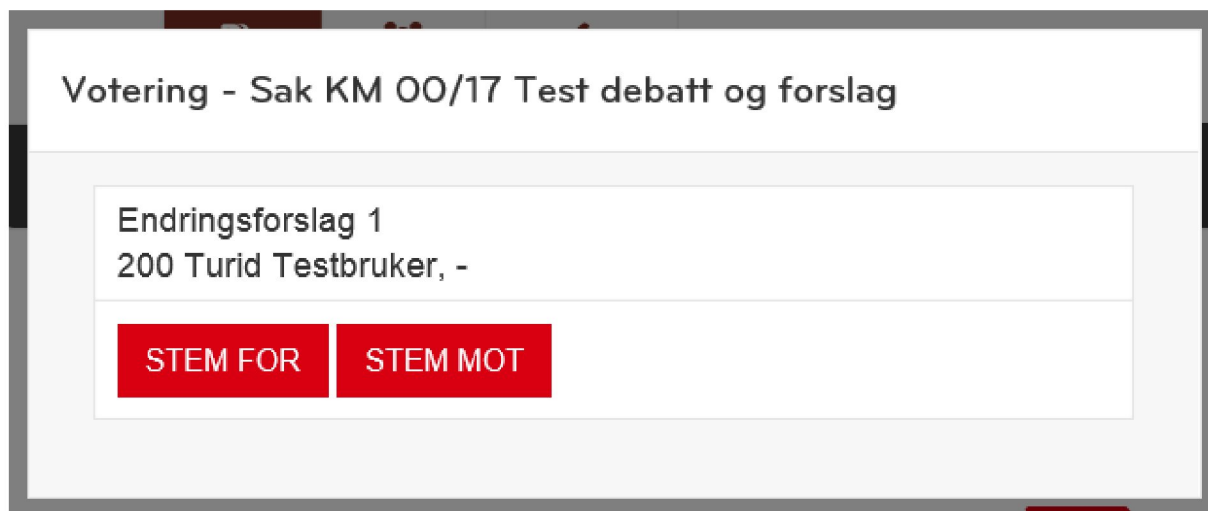 Votering - Sak KM 00/17 Test debatt og forslag
Endringsforslag 1
200 Turid Testbruker, -
STEM FOR
STEM MOT